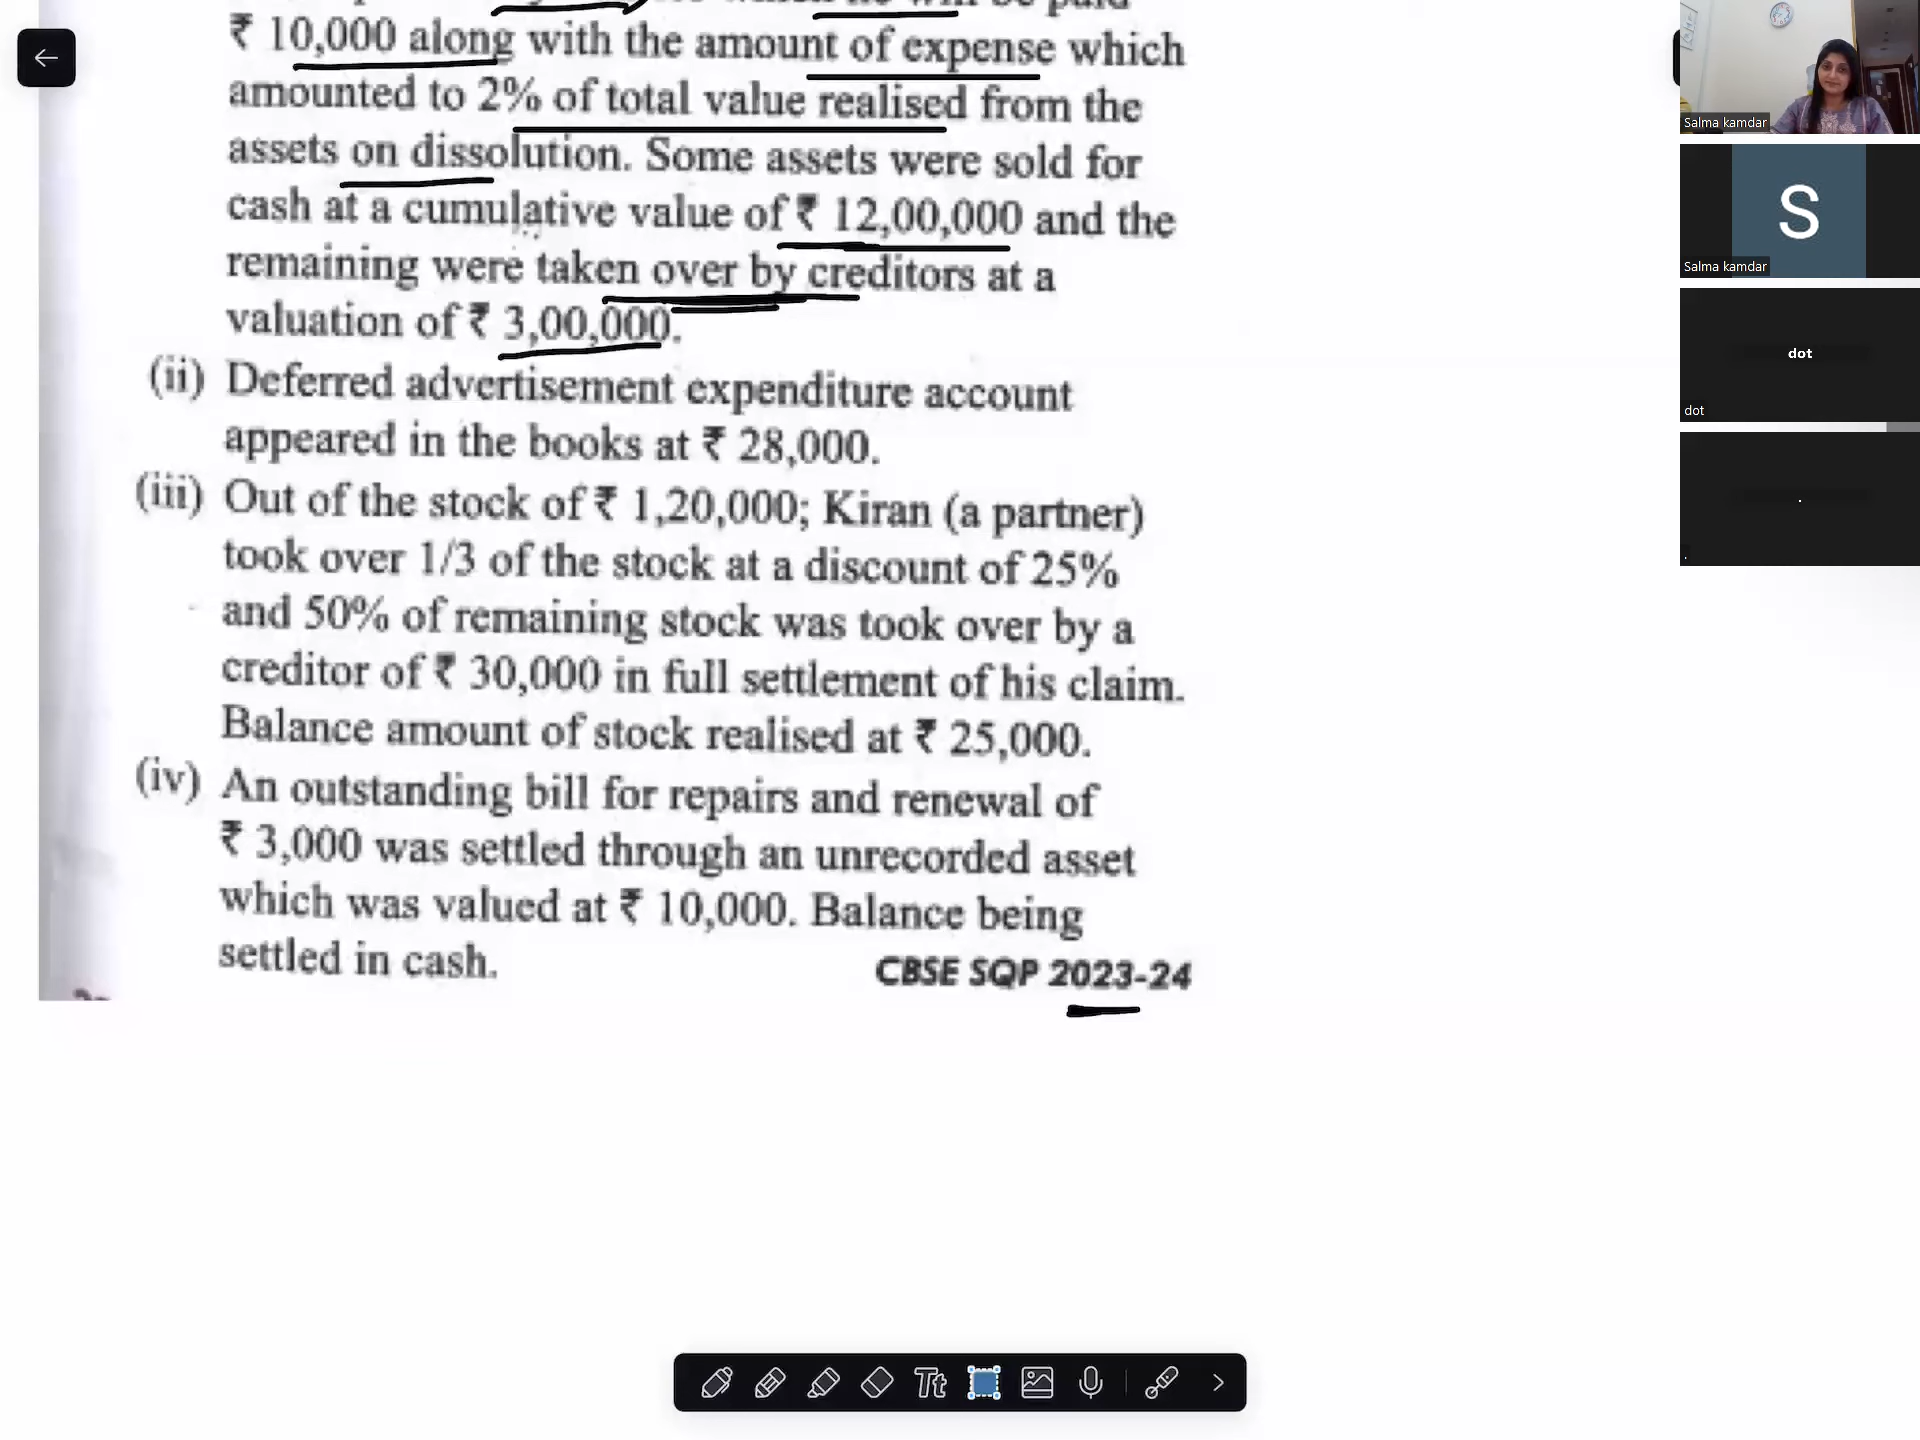 be paid
₹ 10,000 along with the amount of expense which
amounted to 2% of total value realised from the
assets on dissolution. Some assets were sold for
cash at a cumulative value of ₹ 12,00,000 and the
remaining were taken over by creditors at a
valuation of ₹ 3,00,000.
(ii) Deferred advertisement expenditure account
appeared in the books at ₹ 28,000.
(iii) Out of the stock of ₹ 1,20,000; Kiran (a partner)
took over 1/3 of the stock at a discount of 25%
and 50% of remaining stock was took over by a
creditor of ₹ 30,000 in full settlement of his claim.
Balance amount of stock realised at ₹ 25,000.
(iv) An outstanding bill for repairs and renewal of
₹ 3,000 was settled through an unrecorded asset
which was valued at ₹ 10,000. Balance being
settled in cash.
CBSE SQP 2023-24
Salma kamdar
S
Salma kamdar
dot
dot
.
.
Tt